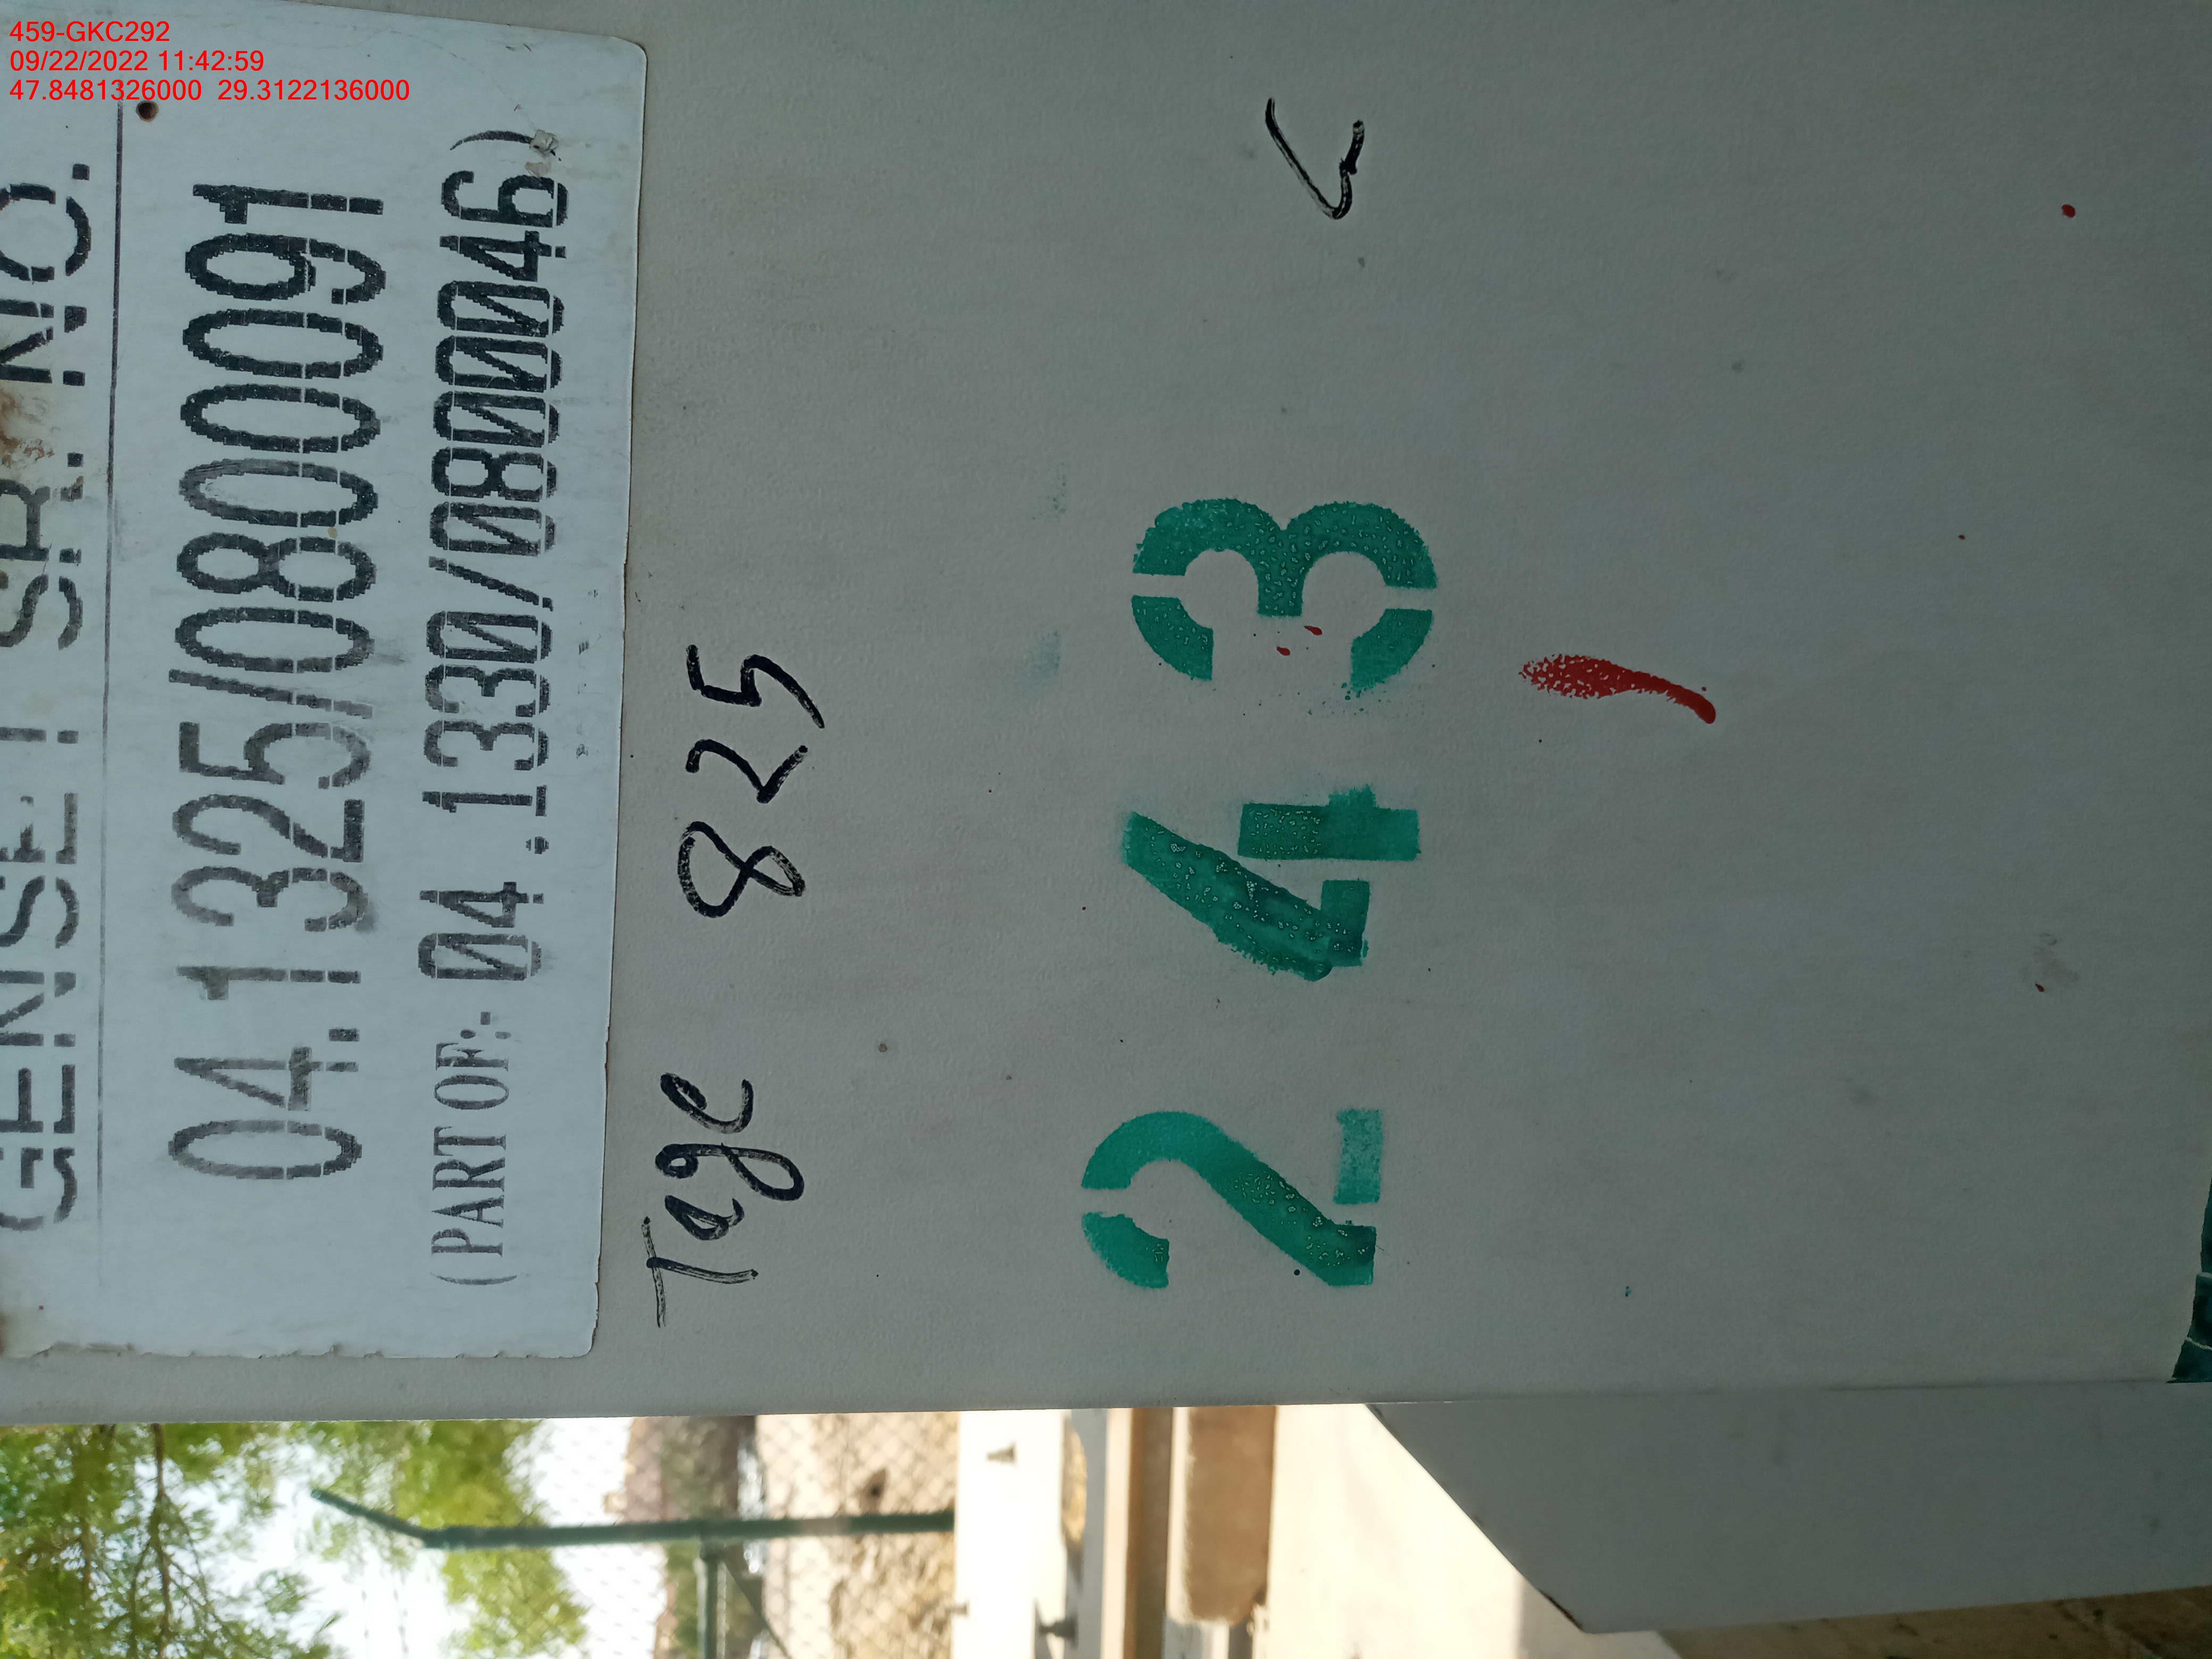 459-GKC292
09/22/2022 11:42:59
47.8481326000 29.3122136000
GENSET SR. NO.
04.1325/0800091
(PART OF:- 04.1330/0800046)
Tage 825
243